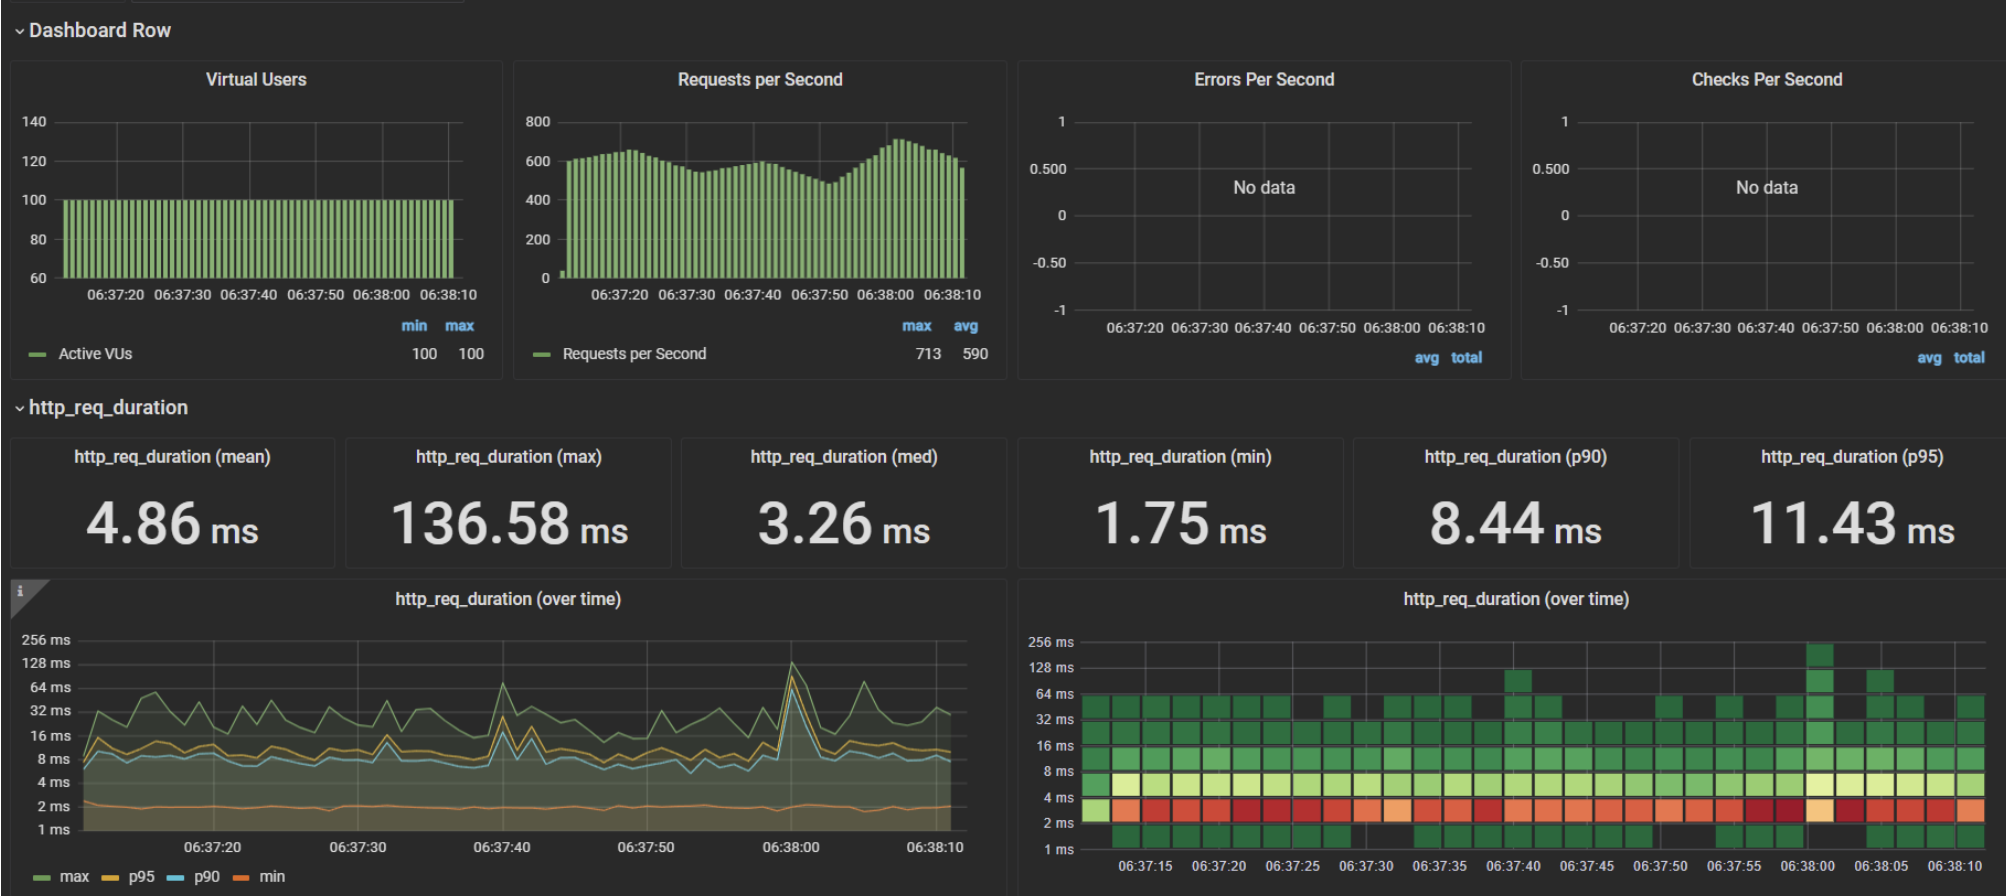 Dashboard Row
Virtual Users
140
120
100
80
60
06:37:20 06:37:30 06:37:40 06:37:50 06:38:00 06:38:10
min max
Active VUs 100 100
Requests per Second
800
600
400
200
0
06:37:20 06:37:30 06:37:40 06:37:50 06:38:00 06:38:10
max avg
Requests per Second 713 590
Errors Per Second
1
0.500
0
-0.50
-1
No data
06:37:20 06:37:30 06:37:40 06:37:50 06:38:00 06:38:10
avg total
Checks Per Second
1
0.500
0
-0.50
-1
No data
06:37:20 06:37:30 06:37:40 06:37:50 06:38:00 06:38:10
avg total
http_req_duration
http_req_duration (mean)
4.86 ms
http_req_duration (max)
136.58 ms
http_req_duration (med)
3.26 ms
http_req_duration (min)
1.75 ms
http_req_duration (p90)
8.44 ms
http_req_duration (p95)
11.43 ms
i
http_req_duration (over time)
256 ms
128 ms
64 ms
32 ms
16 ms
8 ms
4 ms
2 ms
1 ms
06:37:20 06:37:30 06:37:40 06:37:50 06:38:00 06:38:10
max p95 p90 min
http_req_duration (over time)
256 ms
128 ms
64 ms
32 ms
16 ms
8 ms
4 ms
2 ms
1 ms
06:37:15 06:37:20 06:37:25 06:37:30 06:37:35 06:37:40 06:37:45 06:37:50 06:37:55 06:38:00 06:38:05 06:38:10